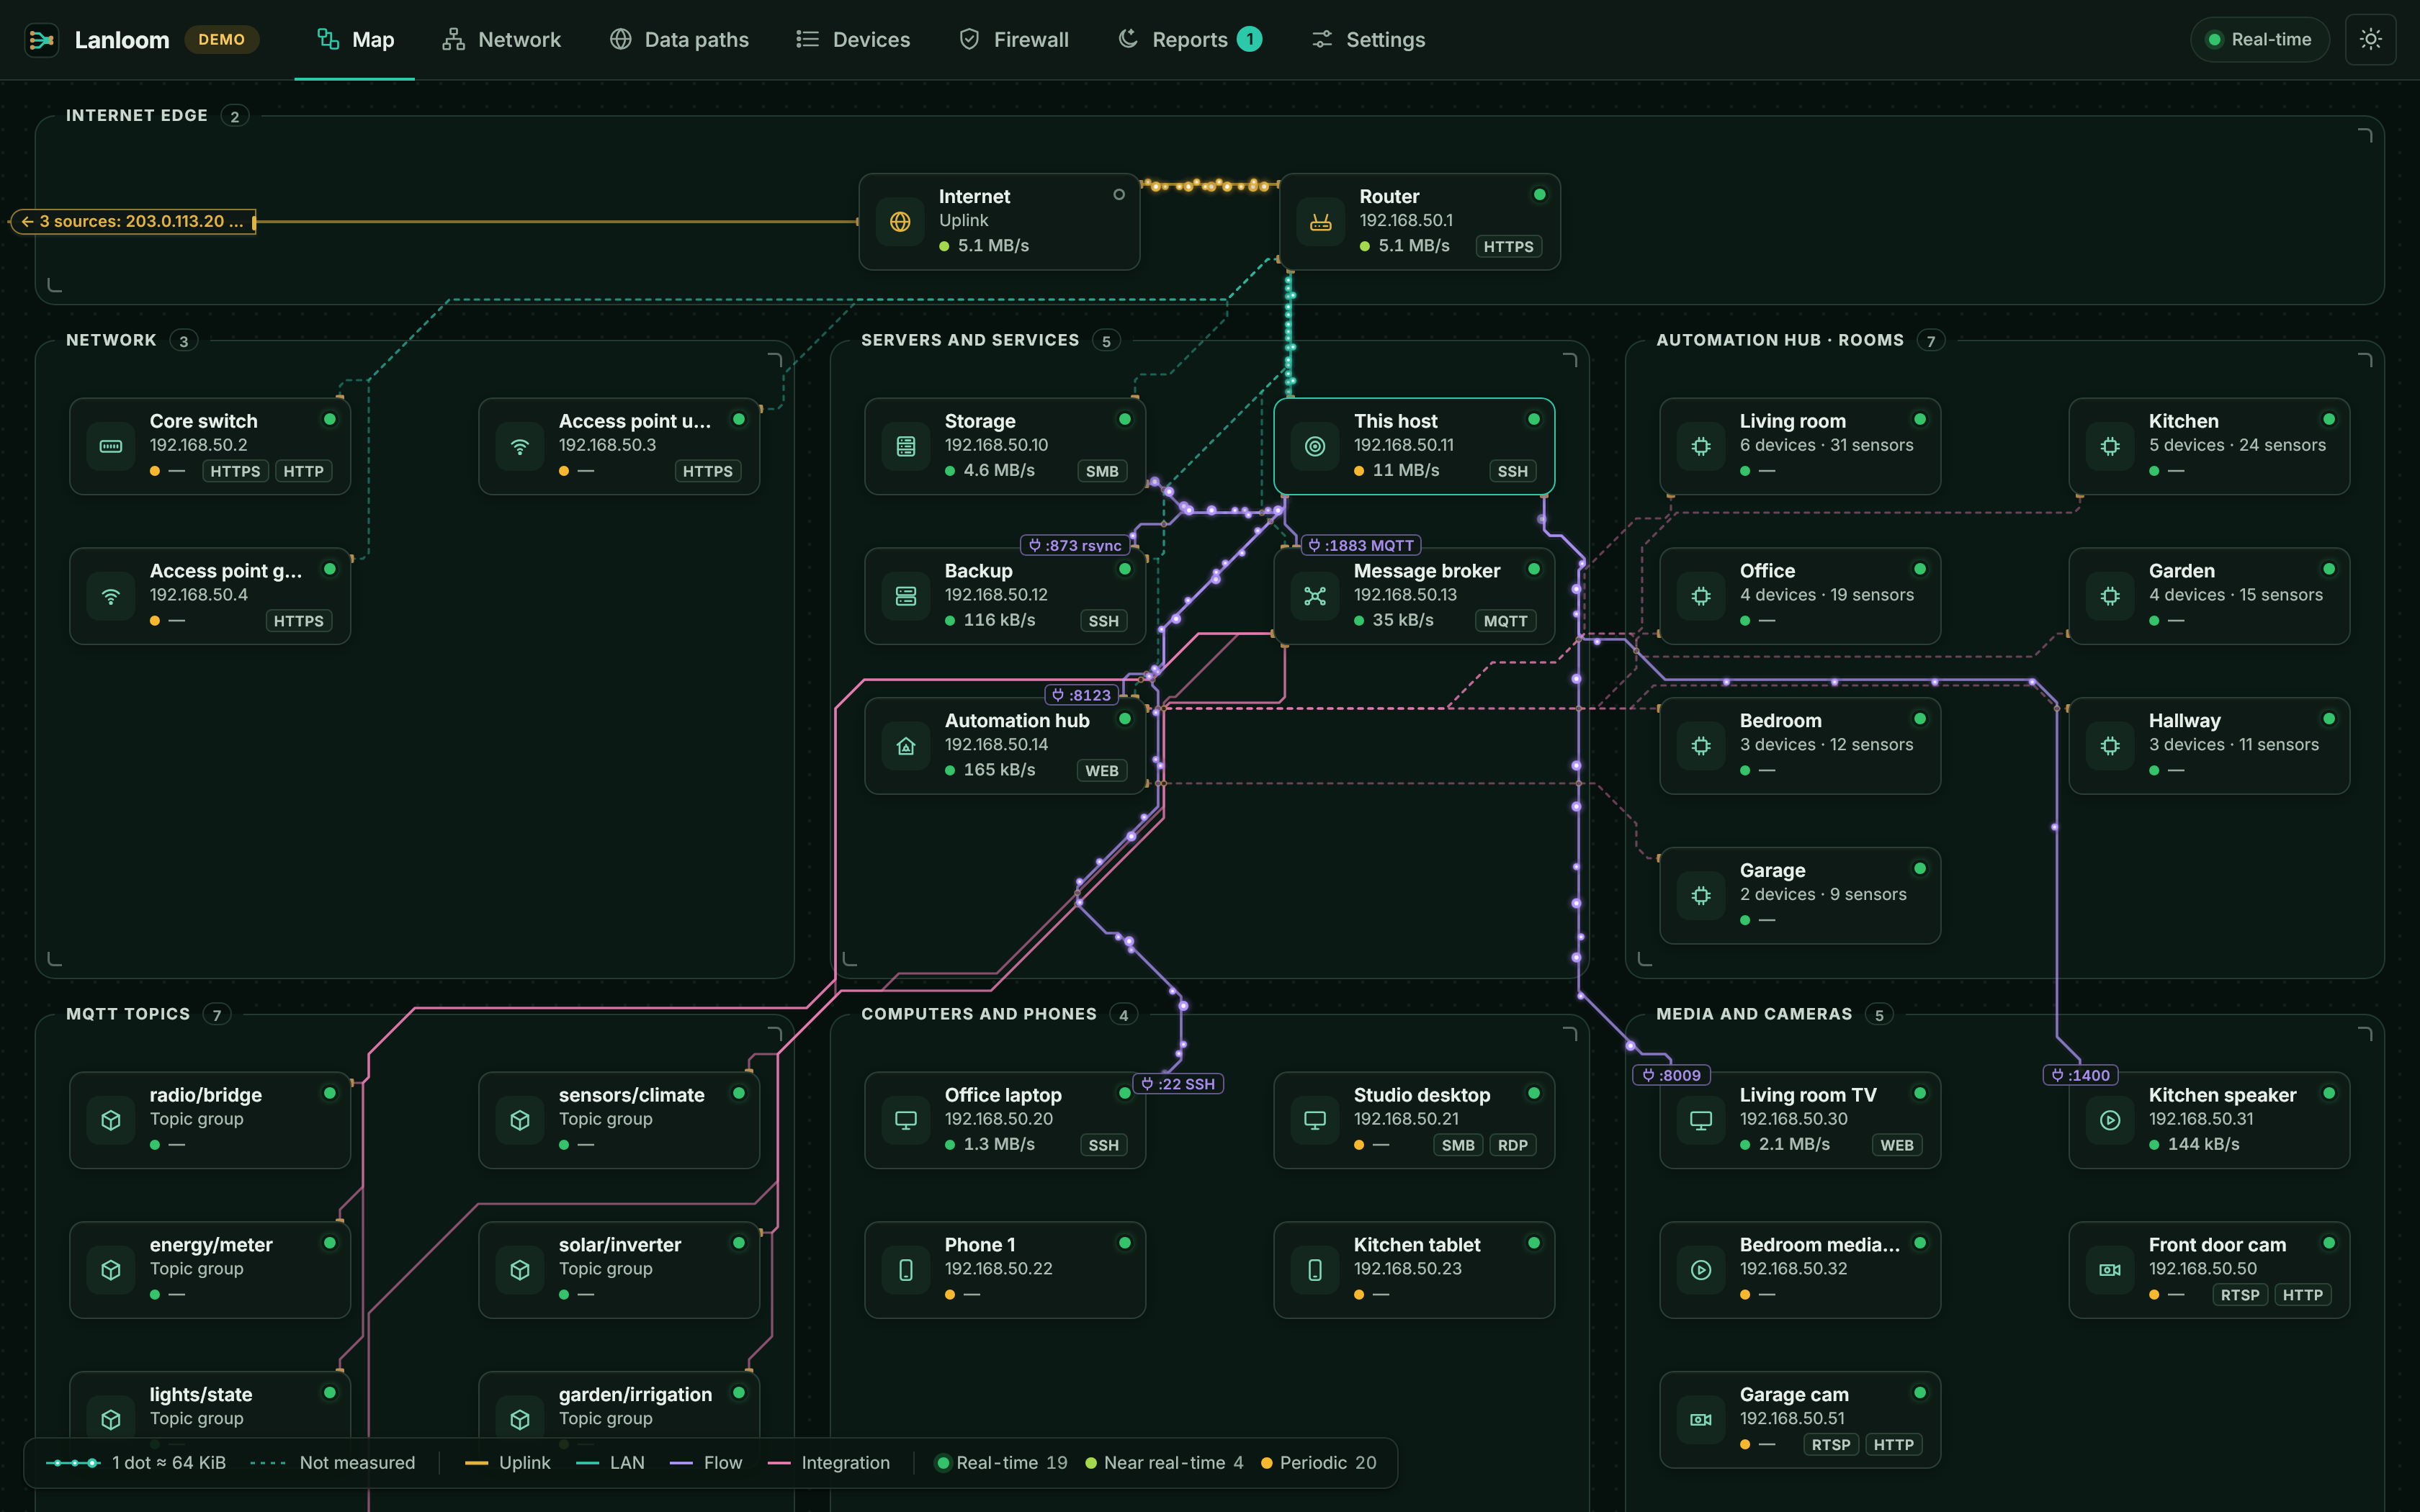 Lanloom DEMO Map Network Data paths Devices Firewall Reports 1 Settings Real-time
INTERNET EDGE 2
← 3 sources: 203.0.113.20 …
Internet
Uplink
5.1 MB/s
Router
192.168.50.1
5.1 MB/s HTTPS
NETWORK 3
Core switch
192.168.50.2
— HTTPS HTTP
Access point u…
192.168.50.3
— HTTPS
Access point g…
192.168.50.4
— HTTPS
SERVERS AND SERVICES 5
Storage
192.168.50.10
4.6 MB/s SMB
This host
192.168.50.11
11 MB/s SSH
:873 rsync
:1883 MQTT
Backup
192.168.50.12
116 kB/s SSH
Message broker
192.168.50.13
35 kB/s MQTT
:8123
Automation hub
192.168.50.14
165 kB/s WEB
AUTOMATION HUB · ROOMS 7
Living room
6 devices · 31 sensors
—
Kitchen
5 devices · 24 sensors
—
Office
4 devices · 19 sensors
—
Garden
4 devices · 15 sensors
—
Bedroom
3 devices · 12 sensors
—
Hallway
3 devices · 11 sensors
—
Garage
2 devices · 9 sensors
—
MQTT TOPICS 7
radio/bridge
Topic group
—
sensors/climate
Topic group
—
energy/meter
Topic group
—
solar/inverter
Topic group
—
lights/state
Topic group
garden/irrigation
Topic group
COMPUTERS AND PHONES 4
:22 SSH
Office laptop
192.168.50.20
1.3 MB/s SSH
Studio desktop
192.168.50.21
— SMB RDP
Phone 1
192.168.50.22
—
Kitchen tablet
192.168.50.23
—
MEDIA AND CAMERAS 5
:8009
:1400
Living room TV
192.168.50.30
2.1 MB/s WEB
Kitchen speaker
192.168.50.31
144 kB/s
Bedroom media…
192.168.50.32
—
Front door cam
192.168.50.50
— RTSP HTTP
Garage cam
192.168.50.51
— RTSP HTTP
1 dot ≈ 64 KiB Not measured Uplink LAN Flow Integration Real-time 19 Near real-time 4 Periodic 20